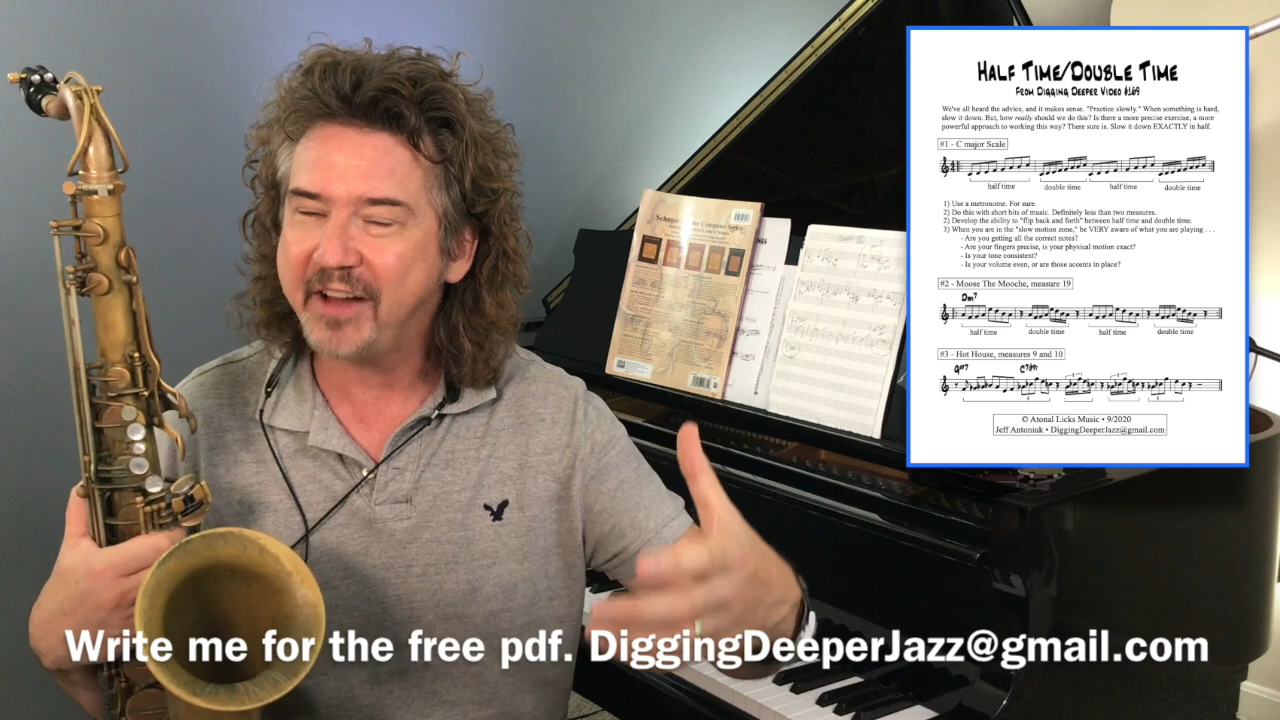 HALF TIME/DOUBLE TIME
FROM DIGGING DEEPER VIDEO #169
We've all heard the advice, and it makes sense. "Practice slowly." When something is hard,
slow it down. But, how really should we do this? Is there a more precise exercise, a more
powerful approach to working this way? There sure is. Slow it down EXACTLY in half.
#1 - C major Scale
half time double time half time double time
1) Use a metronome. For sure.
2) Do this with short bits of music. Definitely less than two measures.
2) Develop the ability to "flip back and forth" between half time and double time.
3) When you are in the "slow motion zone," be VERY aware of what you are playing . . .
- Are you getting all the correct notes?
- Are your fingers precise, is your physical motion exact?
- Is your tone consistent?
- Is your volume even, or are those accents in place?
#2 - Moose The Mooche, measure 19
Dm7
half time double time half time double time
#3 - Hot House, measures 9 and 10
© Atonal Licks Music • 9/2020
Jeff Antoniuk • DiggingDeeperJazz@gmail.com
Write me for the free pdf. DiggingDeeperJazz@gmail.com